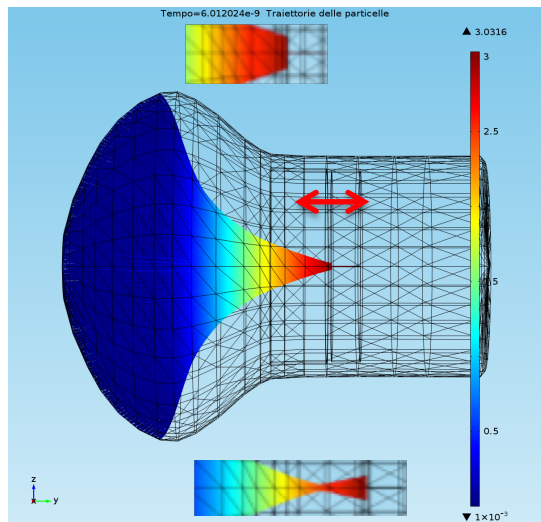 Tempo=6.012024e-9 Traiettorie delle particelle
▲ 3.0316
3
2.5
5
0.5
▼ 1×10⁻³
z
y